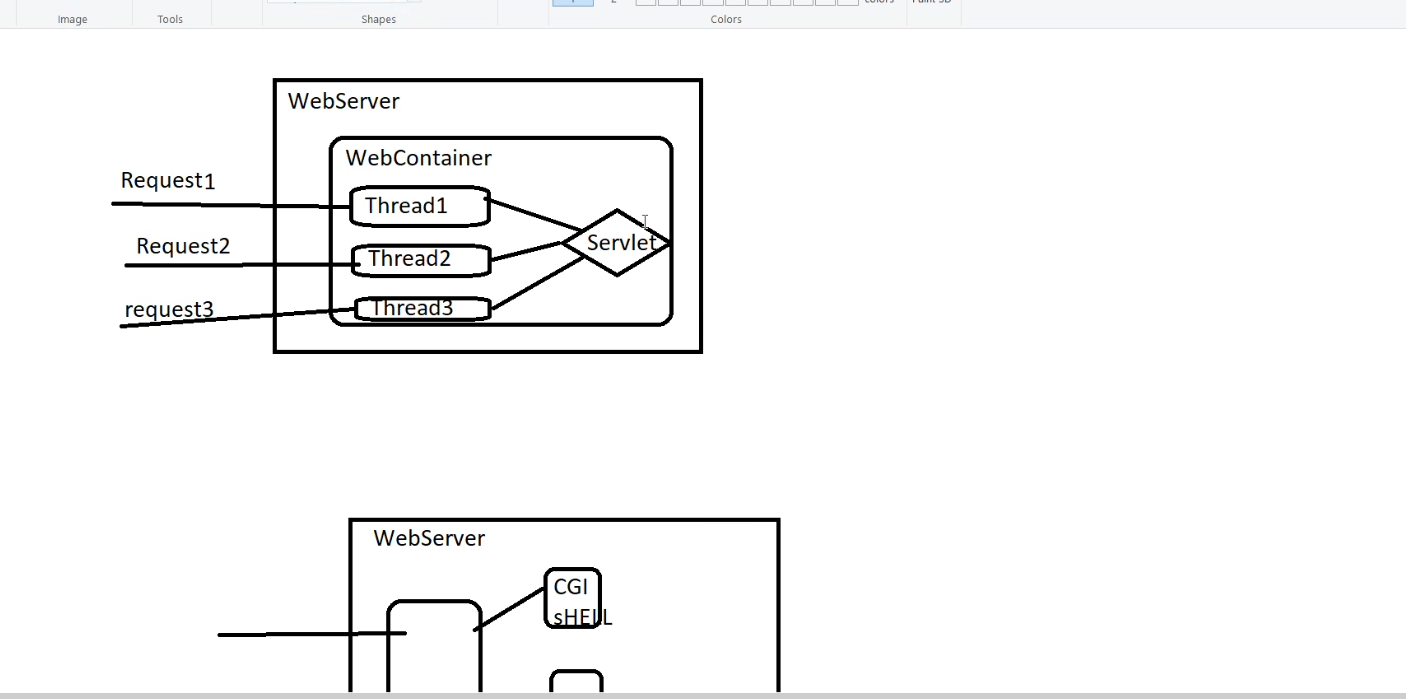 Image
Tools
Shapes
Colors
WebServer
WebContainer
Request1
Thread1
Request2
Thread2
Servlet
request3
Thread3
WebServer
CGI
sHELL